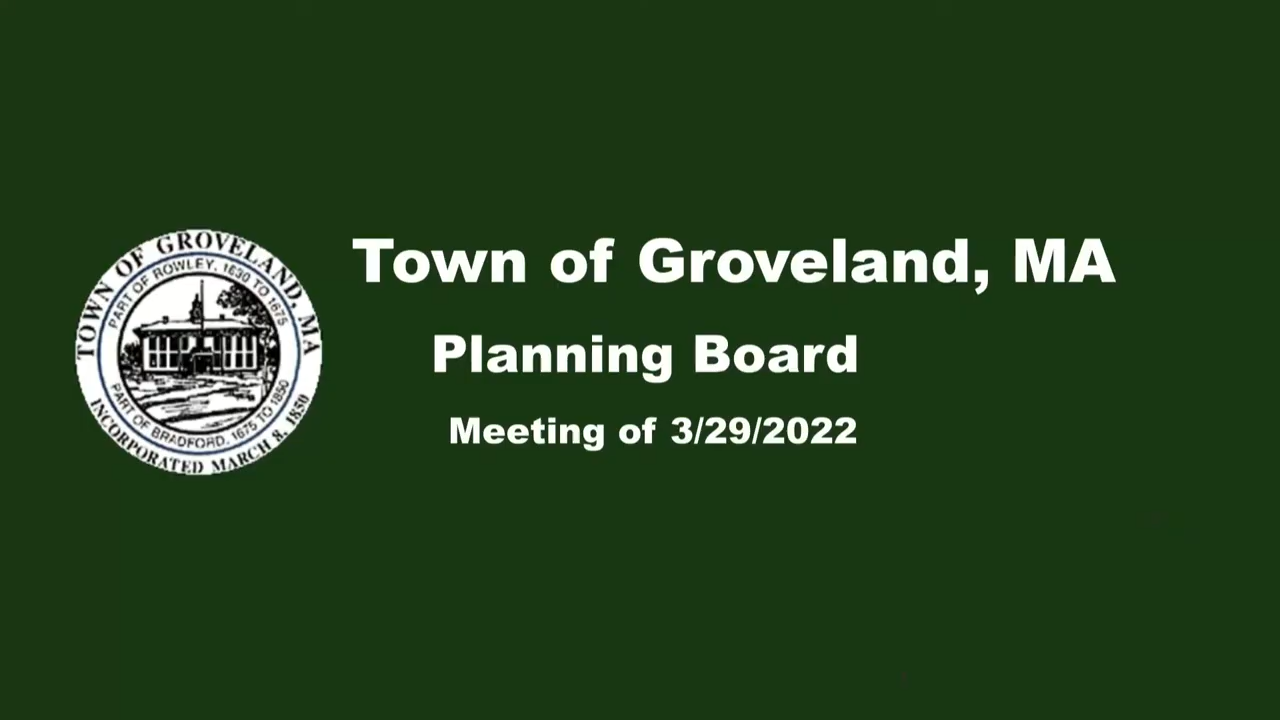 TOWN OF GROVELAND, MA
PART OF ROWLEY, 1630 TO 1675
PART OF BRADFORD, 1675 TO 1850
INCORPORATED MARCH 8, 1850
Town of Groveland, MA
Planning Board
Meeting of 3/29/2022